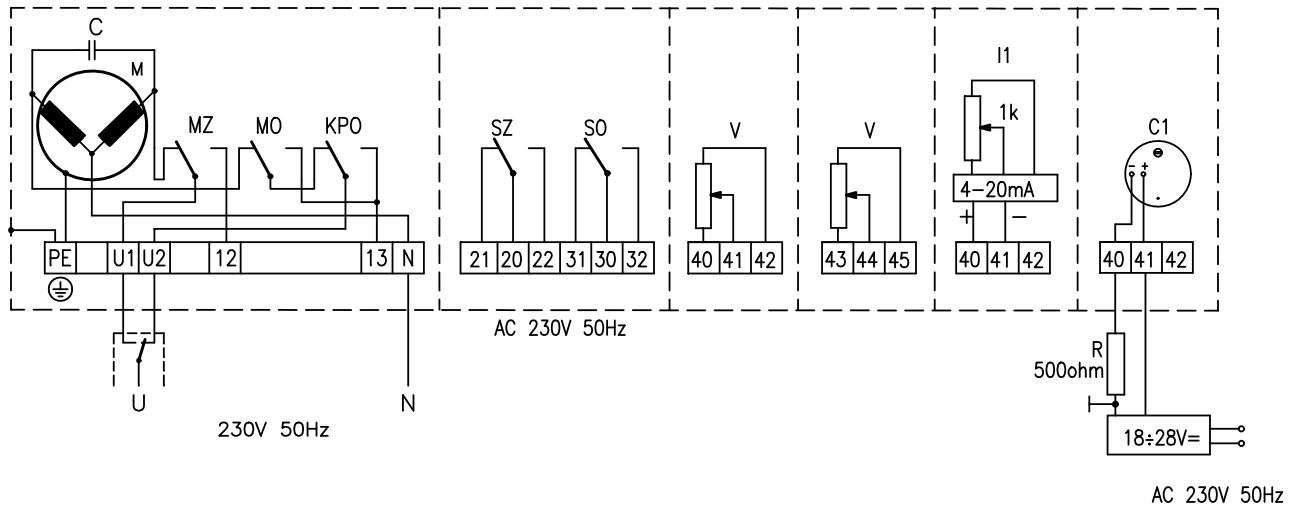 C
M
MZ MO KPO
PE U1 U2 12 13 N
U N
230V 50Hz
SZ SO
21 20 22 31 30 32
AC 230V 50Hz
V
40 41 42
V
43 44 45
I1
1k
4-20mA
+ −
40 41 42
C1
- +
40 41 42
R
500ohm
18÷28V=
AC 230V 50Hz